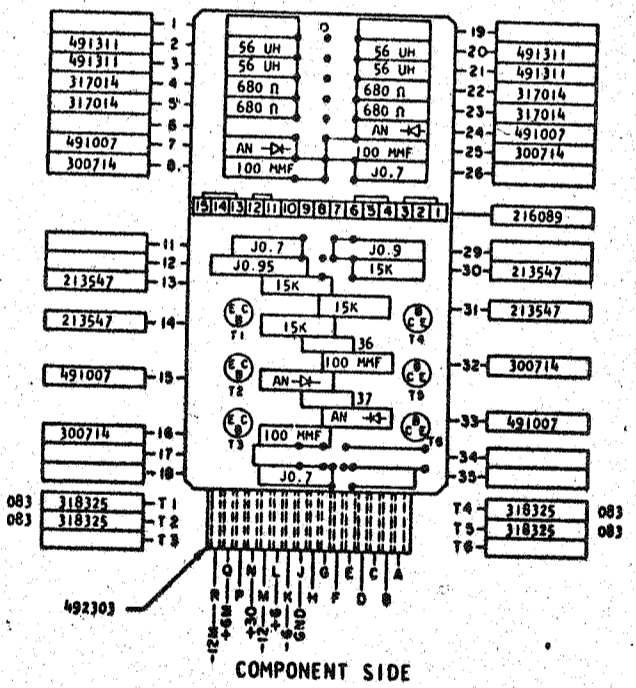 1
491311 2 56 UH 56 UH 20 491311
491311 3 56 UH 56 UH 21 491311
317014 4 680 Ω 680 Ω 22 317014
317014 5 680 Ω 680 Ω 23 317014
6 AN 24 491007
491007 7 AN 100 MMF 25 300714
300714 8 100 MMF J0.7 26
19
15 14 13 12 11 10 9 8 7 6 5 4 3 2 1 216089
11 J0.7 J0.9 29
12 J0.95 15K 30 213547
213547 13 15K
15K 31 213547
213547 14 E C B T1 15K B C E T4
36
100 MMF 32 300714
491007 15 E C B T2 AN B C E T5
37
AN 33 491007
300714 16 E C B T3 100 MMF B C E T6
17 34
18 J0.7 35
083 318325 T1 T4 318325 083
083 318325 T2 T5 318325 083
T3 T6
492303
R Q P N M L K J H G F E D C B A
-12M +6M +30 -12 +6 -6 GND
COMPONENT SIDE